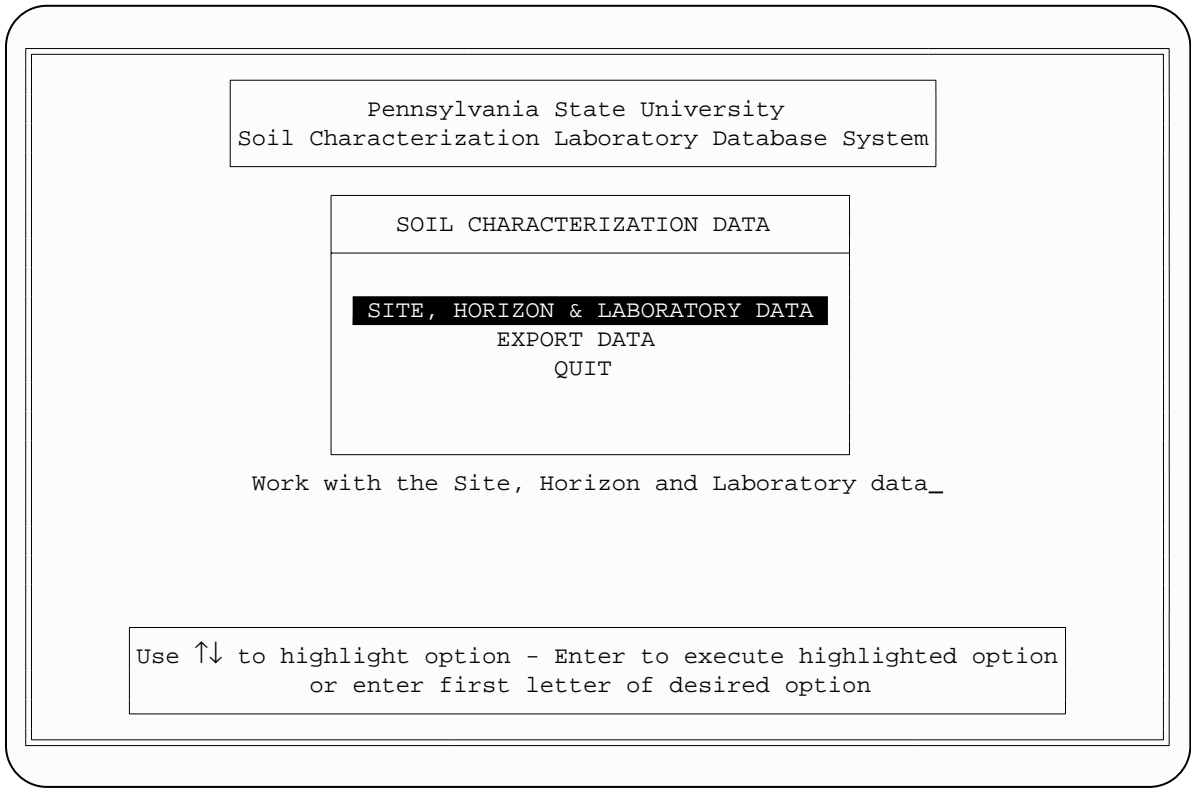 Pennsylvania State University
Soil Characterization Laboratory Database System
SOIL CHARACTERIZATION DATA
SITE, HORIZON & LABORATORY DATA
EXPORT DATA
QUIT
Work with the Site, Horizon and Laboratory data_
Use ↑↓ to highlight option - Enter to execute highlighted option
or enter first letter of desired option